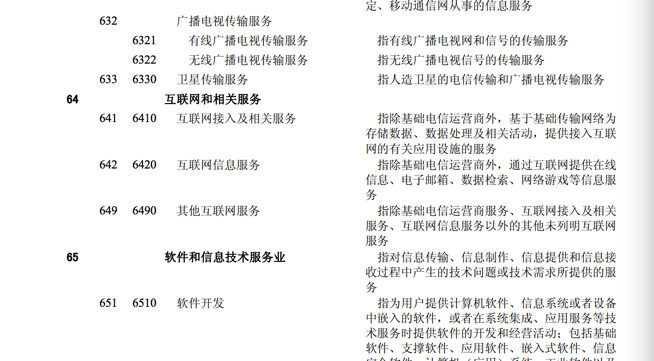 定、移动通信网从事的信息服务
632 广播电视传输服务
6321 有线广播电视传输服务 指有线广播电视网和信号的传输服务
6322 无线广播电视传输服务 指无线广播电视信号的传输服务
633 6330 卫星传输服务 指人造卫星的电信传输和广播电视传输服务
64 互联网和相关服务
641 6410 互联网接入及相关服务 指除基础电信运营商外，基于基础传输网络为
存储数据、数据处理及相关活动，提供接入互联
网的有关应用设施的服务
642 6420 互联网信息服务 指除基础电信运营商外，通过互联网提供在线
信息、电子邮箱、数据检索、网络游戏等信息服
务
649 6490 其他互联网服务 指除基础电信运营商服务、互联网接入及相关
服务、互联网信息服务以外的其他未列明互联网
服务
65 软件和信息技术服务业 指对信息传输、信息制作、信息提供和信息接
收过程中产生的技术问题或技术需求所提供的服
务
651 6510 软件开发 指为用户提供计算机软件、信息系统或者设备
中嵌入的软件，或者在系统集成、应用服务等技
术服务时提供软件的开发和经营活动；包括基础
软件、支撑软件、应用软件、嵌入式软件、信息